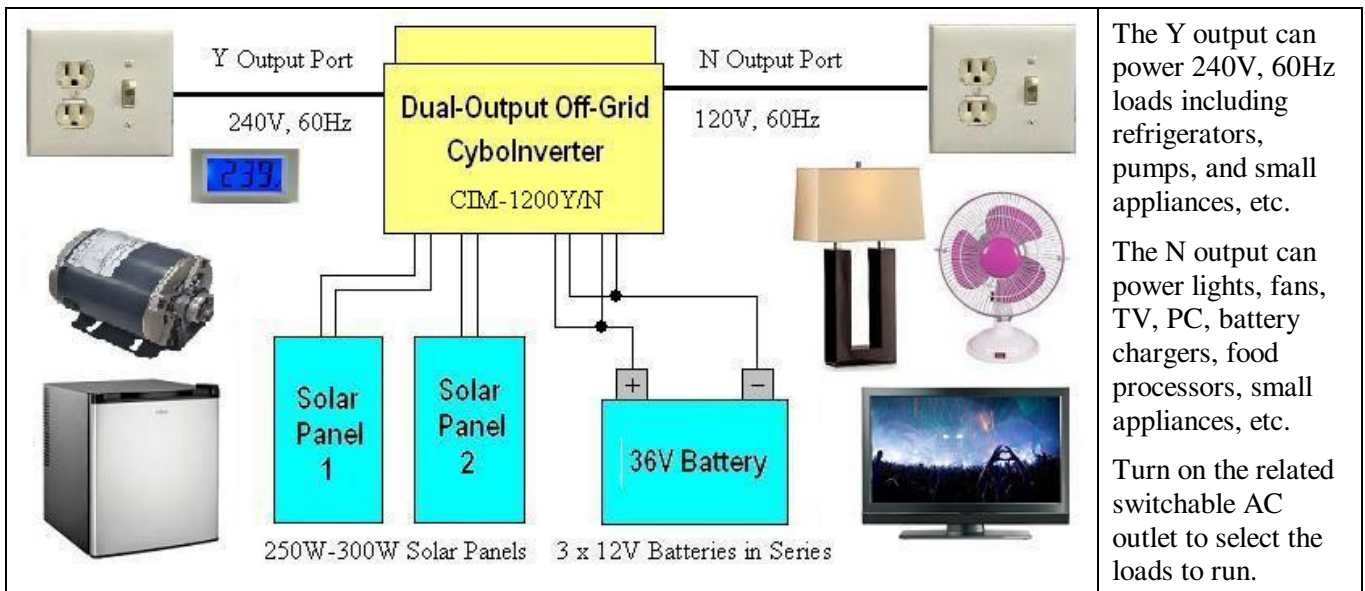 Y Output Port
240V, 60Hz
239.
Dual-Output Off-Grid
CyboInverter
CIM-1200Y/N
N Output Port
120V, 60Hz
Solar
Panel
1
Solar
Panel
2
+
−
36V Battery
250W-300W Solar Panels
3 x 12V Batteries in Series
The Y output can
power 240V, 60Hz
loads including
refrigerators,
pumps, and small
appliances, etc.
The N output can
power lights, fans,
TV, PC, battery
chargers, food
processors, small
appliances, etc.
Turn on the related
switchable AC
outlet to select the
loads to run.